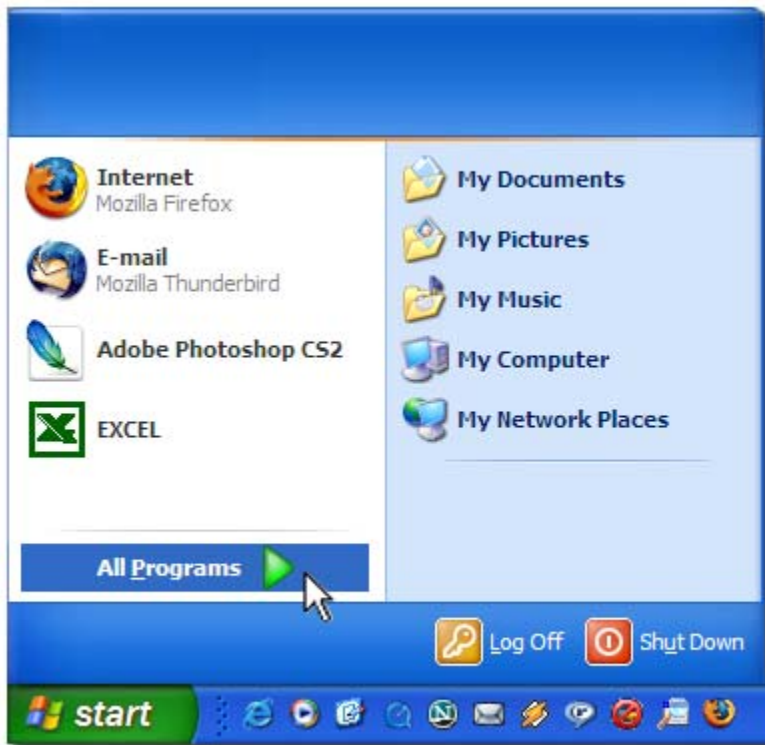 Internet
Mozilla Firefox
E-mail
Mozilla Thunderbird
Adobe Photoshop CS2
EXCEL
All Programs
My Documents
My Pictures
My Music
My Computer
My Network Places
Log Off
Shut Down
start